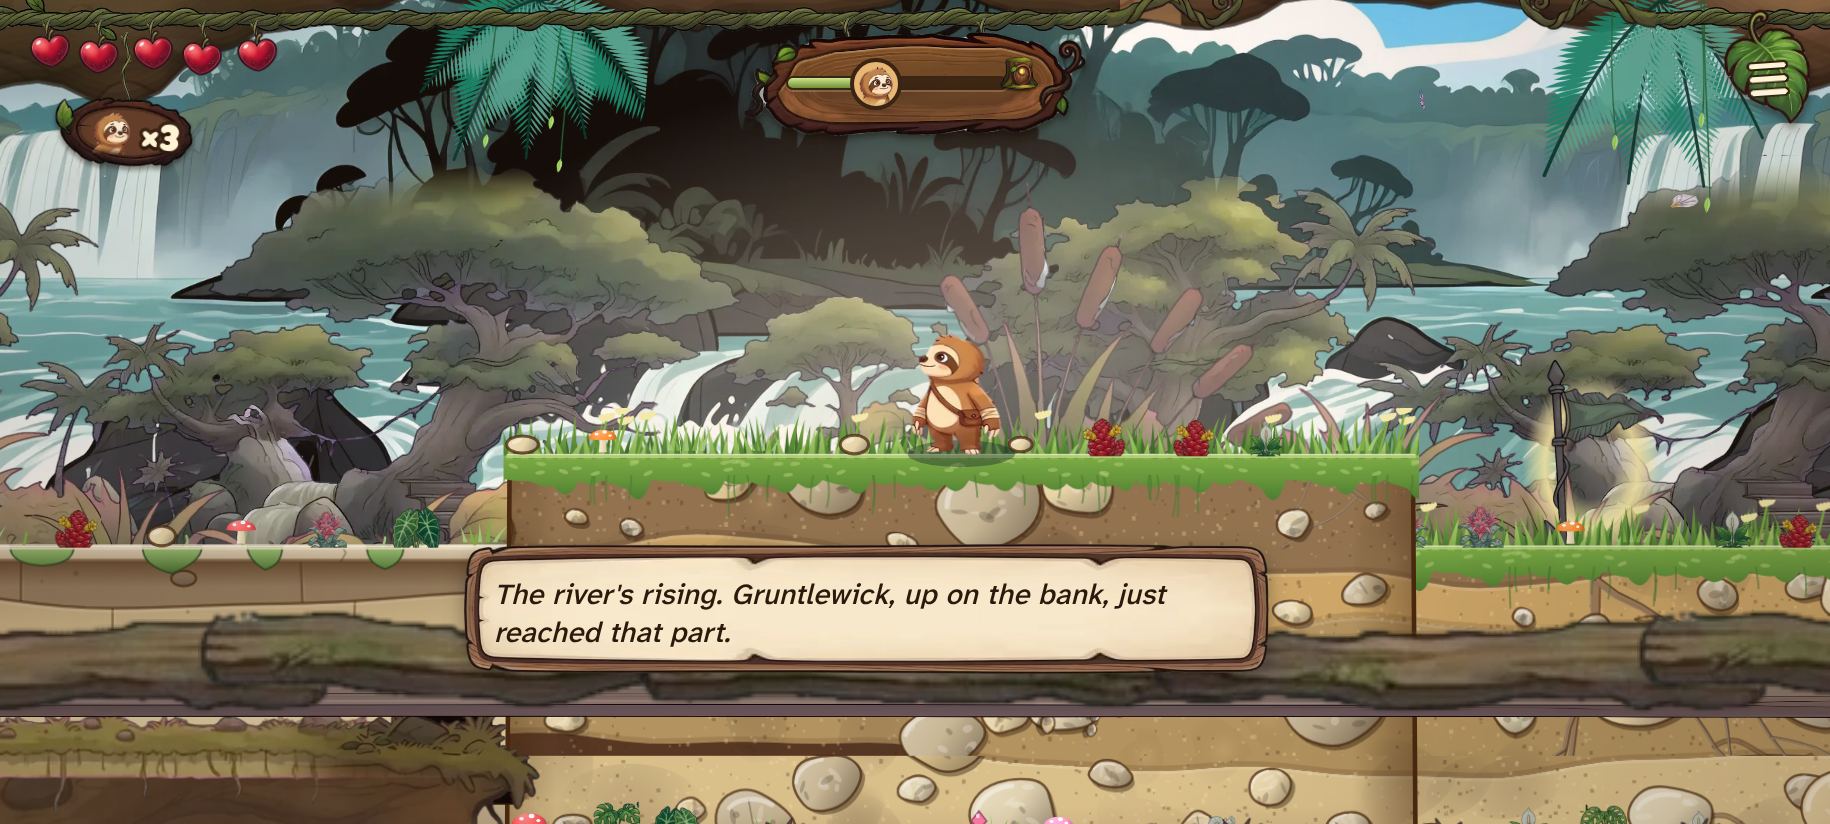 ×3
The river's rising. Gruntlewick, up on the bank, just
reached that part.